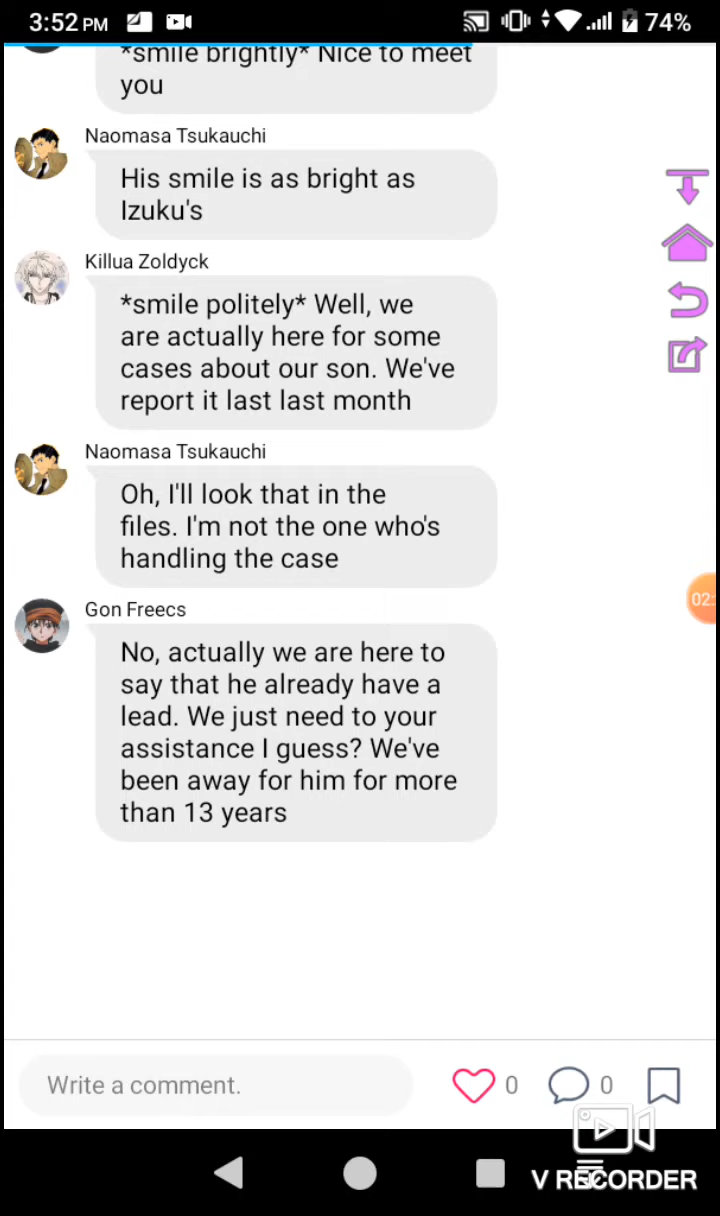 3:52 PM
74%
*smile brightly* Nice to meet
you
Naomasa Tsukauchi
His smile is as bright as
Izuku's
Killua Zoldyck
*smile politely* Well, we
are actually here for some
cases about our son. We've
report it last last month
Naomasa Tsukauchi
Oh, I'll look that in the
files. I'm not the one who's
handling the case
Gon Freecs
No, actually we are here to
say that he already have a
lead. We just need to your
assistance I guess? We've
been away for him for more
than 13 years
02:
Write a comment.
0
0
V RECORDER